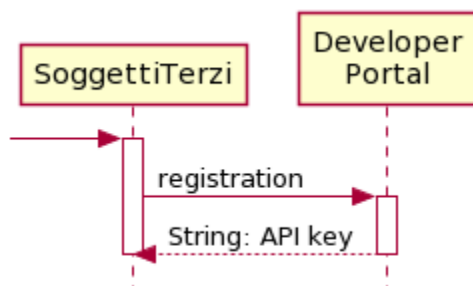 SoggettiTerzi
Developer
Portal
registration
String: API key